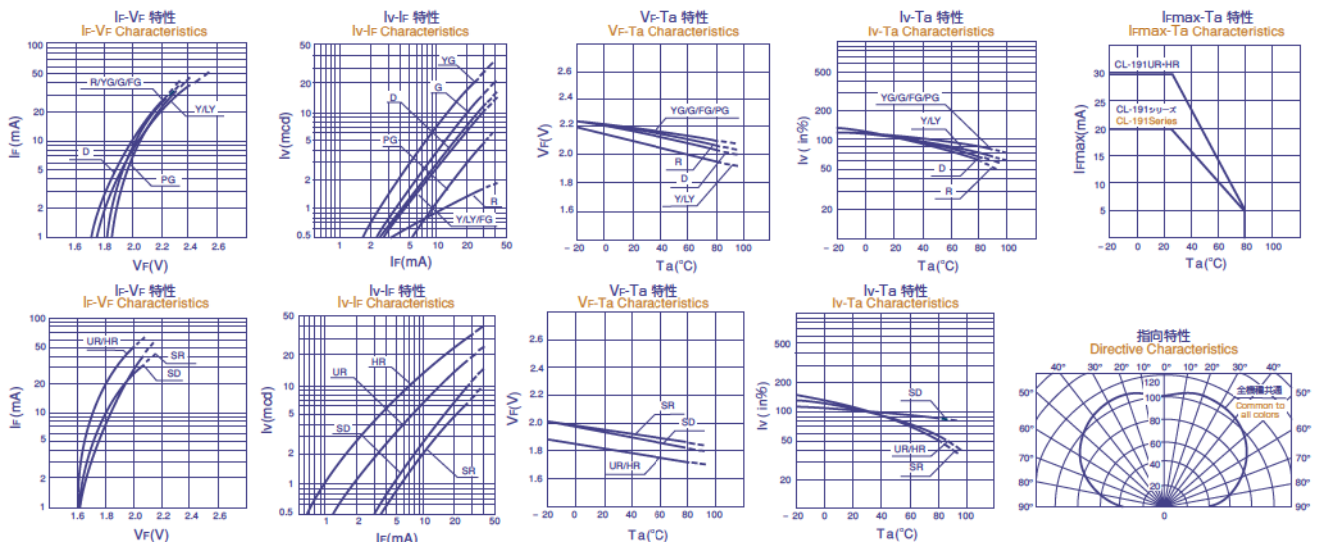 IF-VF 特性
IF-VF Characteristics
100
50
10
5
2
1
IF(mA)
R/YG/G/FG
Y/LY
D
PG
1.6 1.8 2.0 2.2 2.4 2.6
VF(V)
Iv-IF 特性
Iv-IF Characteristics
50
20
10
5
2
1
0.5
Iv(mcd)
YG
G
D
PG
R
Y/LY/FG
1 2 5 10 20 50
IF(mA)
VF-Ta 特性
VF-Ta Characteristics
2.6
2.4
2.2
2.0
1.8
1.6
VF(V)
YG/G/FG/PG
R
D
Y/LY
－20 0 20 40 60 80 100
Ta(°C)
Iv-Ta 特性
Iv-Ta Characteristics
500
200
100
80
40
20
Iv ( in%)
YG/G/FG/PG
Y/LY
D
R
－20 0 20 40 60 80 100
Ta(°C)
IFmax-Ta 特性
IFmax-Ta Characteristics
30
20
15
10
5
IFmax(mA)
CL-191UR・HR
CL-191シリーズ
CL-191Series
－20 0 20 40 60 80 100
Ta(°C)
IF-VF 特性
IF-VF Characteristics
100
50
10
5
2
1
IF(mA)
UR/HR
SR
SD
1.6 1.8 2.0 2.2 2.4 2.6
VF(V)
Iv-IF 特性
Iv-IF Characteristics
50
20
10
5
2
1
0.5
Iv(mcd)
HR
UR
SD
SR
1 2 5 10 20 50
IF(mA)
VF-Ta 特性
VF-Ta Characteristics
2.6
2.4
2.2
2.0
1.8
1.6
VF(V)
SR
SD
UR/HR
－20 0 20 40 60 80 100
Ta(°C)
Iv-Ta 特性
Iv-Ta Characteristics
500
200
100
80
40
20
Iv ( in%)
SD
UR/HR
SR
－20 0 20 40 60 80 100
Ta(°C)
指向特性
Directive Characteristics
40° 30° 20° 10° 0° 10° 20° 30° 40°
50° 50°
60° 60°
70° 70°
80° 80°
90° 90°
120
100
80
60
40
20
0
全機種共通
Common to
all colors